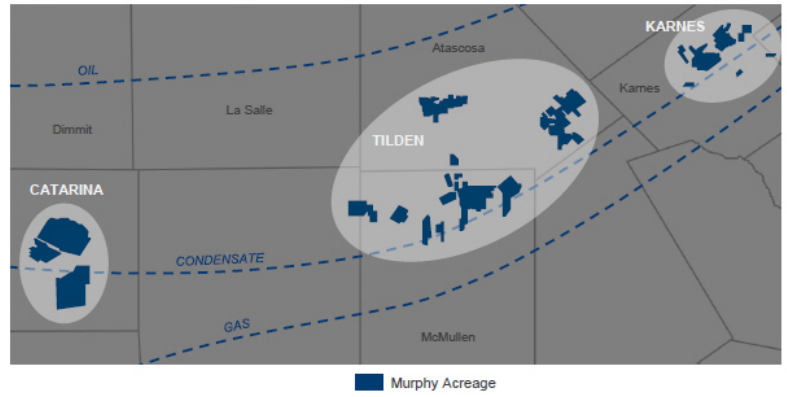 KARNES
Atascosa
OIL
Karnes
La Salle
Dimmit
TILDEN
CATARINA
CONDENSATE
GAS
McMullen
Murphy Acreage